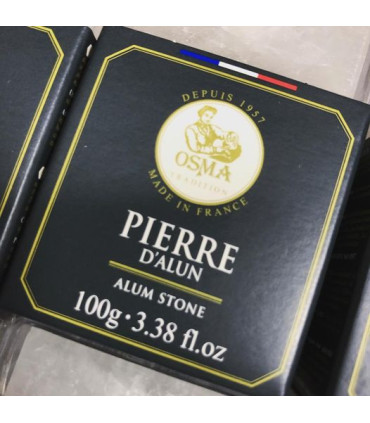 DEPUIS 1957
OSMA
TRADITION
MADE IN FRANCE
PIERRE
D'ALUN
ALUM STONE
100g · 3.38 fl.oz